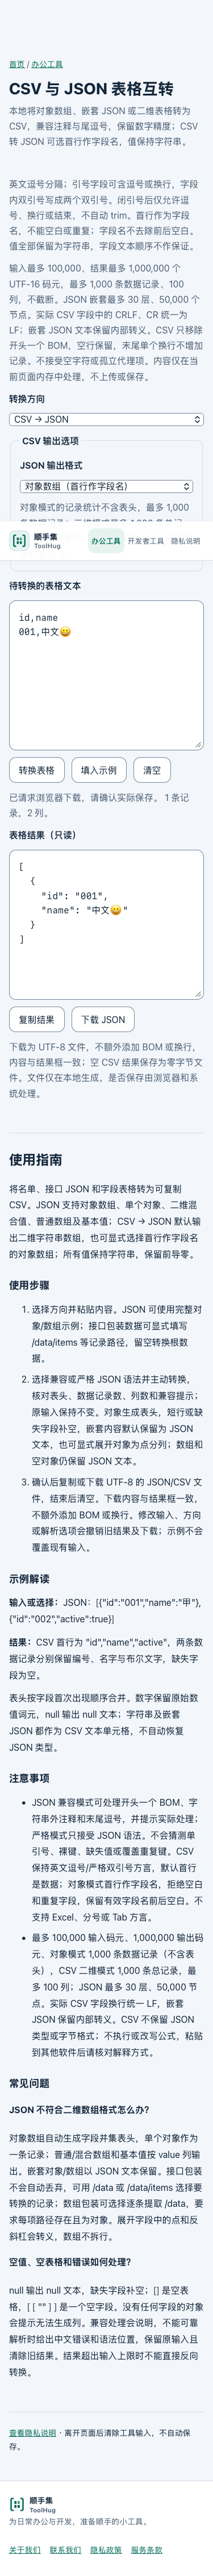 首页 / 办公工具
CSV 与 JSON 表格互转
本地将对象数组、嵌套 JSON 或二维表格转为
CSV，兼容注释与尾逗号，保留数字精度；CSV
转 JSON 可选首行作字段名，值保持字符串。
英文逗号分隔；引号字段可含逗号或换行，字段
内双引号写成两个双引号。闭引号后仅允许逗
号、换行或结束，不自动 trim。首行作为字段
名，不能空白或重复；字段名不去除前后空白。
值全部保留为字符串，字段文本顺序不作保证。
输入最多 100,000、结果最多 1,000,000 个
UTF-16 码元，最多 1,000 条数据记录、100
列，不截断。JSON 嵌套最多 30 层、50,000 个
节点。实际 CSV 字段中的 CRLF、CR 统一为
LF；嵌套 JSON 文本保留内部转义。CSV 只移除
开头一个 BOM，空行保留，末尾单个换行不增加
记录。不接受空字符或孤立代理项。内容仅在当
前页面内存中处理，不上传或保存。
转换方向
CSV → JSON
CSV 输出选项
JSON 输出格式
对象数组（首行作字段名）
对象模式的记录统计不含表头，最多 1,000
顺手集
ToolHug
办公工具
开发者工具
隐私说明
待转换的表格文本
id,name
001,中文😄
转换表格
填入示例
清空
已请求浏览器下载，请确认实际保存。 1 条记
录，2 列。
表格结果（只读）
[
{
"id": "001",
"name": "中文😄"
}
]
复制结果
下载 JSON
下载为 UTF-8 文件，不额外添加 BOM 或换行，
内容与结果框一致；空 CSV 结果保存为零字节文
件。文件仅在本地生成，是否保存由浏览器和系
统处理。
使用指南
将名单、接口 JSON 和字段表格转为可复制
CSV。JSON 支持对象数组、单个对象、二维混
合值、普通数组及基本值；CSV → JSON 默认输
出二维字符串数组，也可显式选择首行作字段名
的对象数组；所有值保持字符串，保留前导零。
使用步骤
1. 选择方向并粘贴内容。JSON 可使用完整对
象/数组示例；接口包装数据可显式填写
/data/items 等记录路径，留空转换根数
据。
2. 选择兼容或严格 JSON 语法并主动转换，
核对表头、数据记录数、列数和兼容提示；
原输入保持不变。对象生成表头，短行或缺
失字段补空，嵌套内容默认保留为 JSON
文本，也可显式展开对象为点分列；数组和
空对象仍保留 JSON 文本。
3. 确认后复制或下载 UTF-8 的 JSON/CSV 文
件，结束后清空。下载内容与结果框一致，
不额外添加 BOM 或换行。修改输入、方向
或解析选项会撤销旧结果及下载；示例不会
覆盖现有输入。
示例解读
输入或选择：JSON：[{"id":"001","name":"甲"},
{"id":"002","active":true}]
结果：CSV 首行为 "id","name","active"，两条数
据记录分别保留编号、名字与布尔文字，缺失字
段为空。
表头按字段首次出现顺序合并。数字保留原始数
值词元，null 输出 null 文本；字符串及嵌套
JSON 都作为 CSV 文本单元格，不自动恢复
JSON 类型。
注意事项
• JSON 兼容模式可处理开头一个 BOM、字
符串外注释和末尾逗号，并提示实际处理；
严格模式只接受 JSON 语法。不会猜测单
引号、裸键、缺失值或覆盖重复键。CSV
保持英文逗号/严格双引号方言，默认首行
是数据；对象模式首行作字段名，拒绝空白
和重复字段，保留有效字段名前后空白。不
支持 Excel、分号或 Tab 方言。
• 最多 100,000 输入码元、1,000,000 输出码
元、对象模式 1,000 条数据记录（不含表
头），CSV 二维模式 1,000 条总记录，最
多 100 列；JSON 最多 30 层、50,000 节
点。实际 CSV 字段换行统一 LF，嵌套
JSON 保留内部转义。CSV 不保留 JSON
类型或字节格式；不执行或改写公式，粘贴
到其他软件后请核对解释方式。
常见问题
JSON 不符合二维数组格式怎么办？
对象数组自动生成字段并集表头，单个对象作为
一条记录；普通/混合数组和基本值按 value 列输
出。嵌套对象/数组以 JSON 文本保留。接口包装
不会自动丢弃，可用 /data 或 /data/items 选择要
转换的记录；数组包装可选择逐条提取 /data，要
求每项路径存在且为对象。展开字段中的点和反
斜杠会转义，数组不拆行。
空值、空表格和错误如何处理？
null 输出 null 文本，缺失字段补空；[] 是空表
格，[ [ "" ] ] 是一个空字段。没有任何字段的对象
会提示无法生成列。兼容处理会说明，不能可靠
解析时给出中文错误和语法位置，保留原输入且
清除旧结果。结果超出输入上限时不能直接反向
转换。
查看隐私说明 · 离开页面后清除工具输入，不自动保
存。
顺手集
ToolHug
为日常办公与开发，准备顺手的小工具。
关于我们
联系我们
隐私政策
服务条款